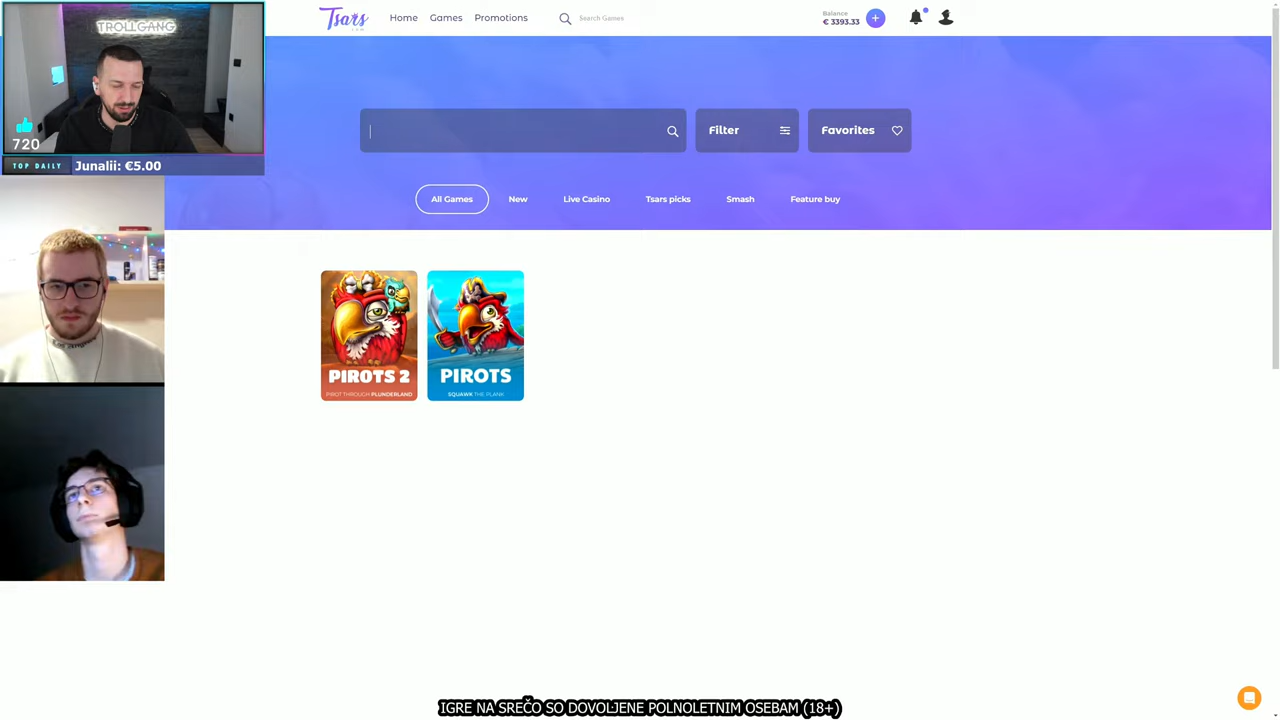 TROLLGANG
720
TOP DAILY
Junalii: €5.00
Tsars
Home
Games
Promotions
Search Games
Balance
€ 3393.33
Filter
Favorites
All Games
New
Live Casino
Tsars picks
Smash
Feature buy
PIROTS 2
PIROT THROUGH PLUNDERLAND
PIROTS
SQUAWK THE PLANK
IGRE NA SREČO SO DOVOLJENE POLNOLETNIM OSEBAM (18+)